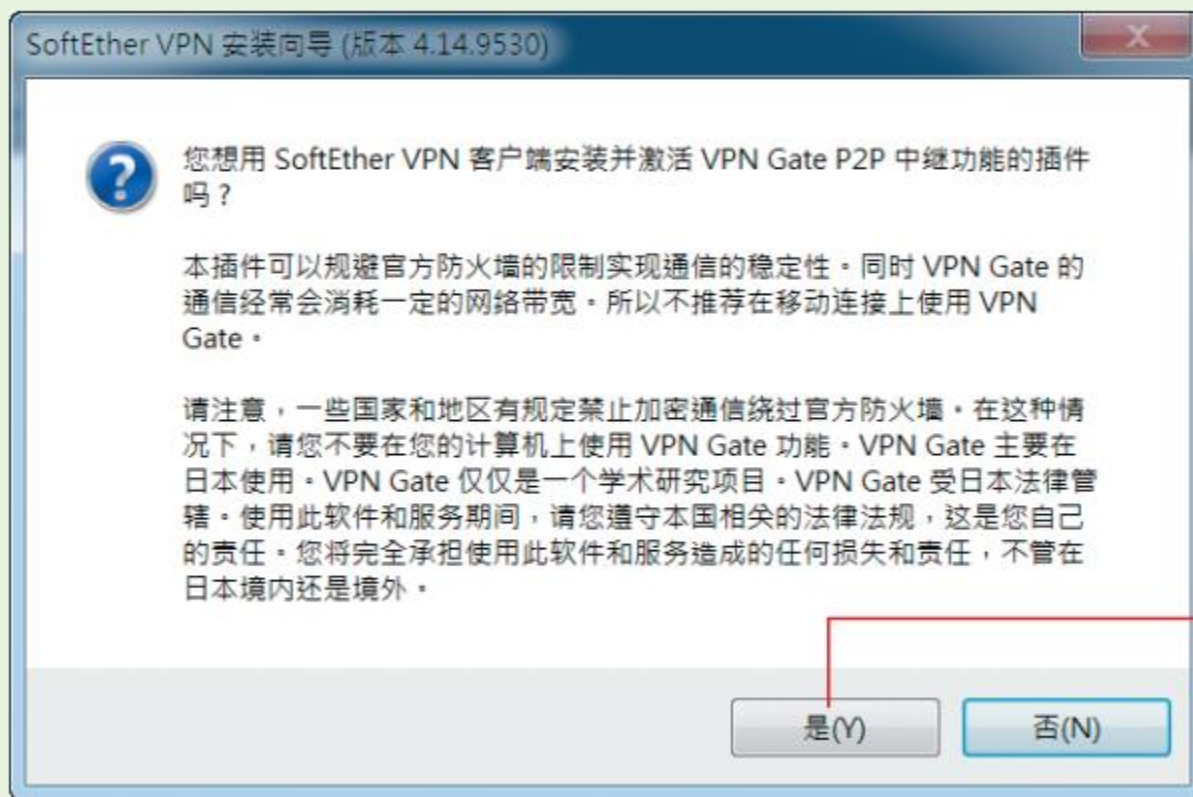 SoftEther VPN 安装向导 (版本 4.14.9530)
您想用 SoftEther VPN 客户端安装并激活 VPN Gate P2P 中继功能的插件
吗？
本插件可以规避官方防火墙的限制实现通信的稳定性。同时 VPN Gate 的
通信经常会消耗一定的网络带宽。所以不推荐在移动连接上使用 VPN
Gate。
请注意，一些国家和地区有规定禁止加密通信绕过官方防火墙。在这种情
况下，请您不要在您的计算机上使用 VPN Gate 功能。VPN Gate 主要在
日本使用。VPN Gate 仅仅是一个学术研究项目。VPN Gate 受日本法律管
辖。使用此软件和服务期间，请您遵守本国相关的法律法规，这是您自己
的责任。您将完全承担使用此软件和服务造成的任何损失和责任，不管在
日本境内还是境外。
是(Y)
否(N)